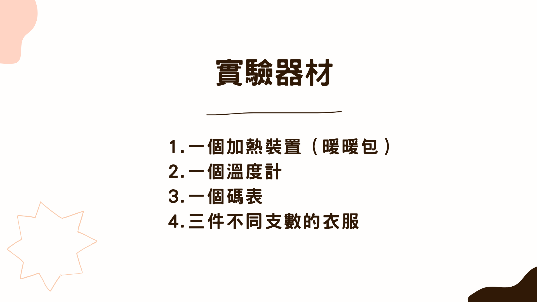 實驗器材
1.一個加熱裝置（暖暖包）
2.一個溫度計
3.一個碼表
4.三件不同支數的衣服